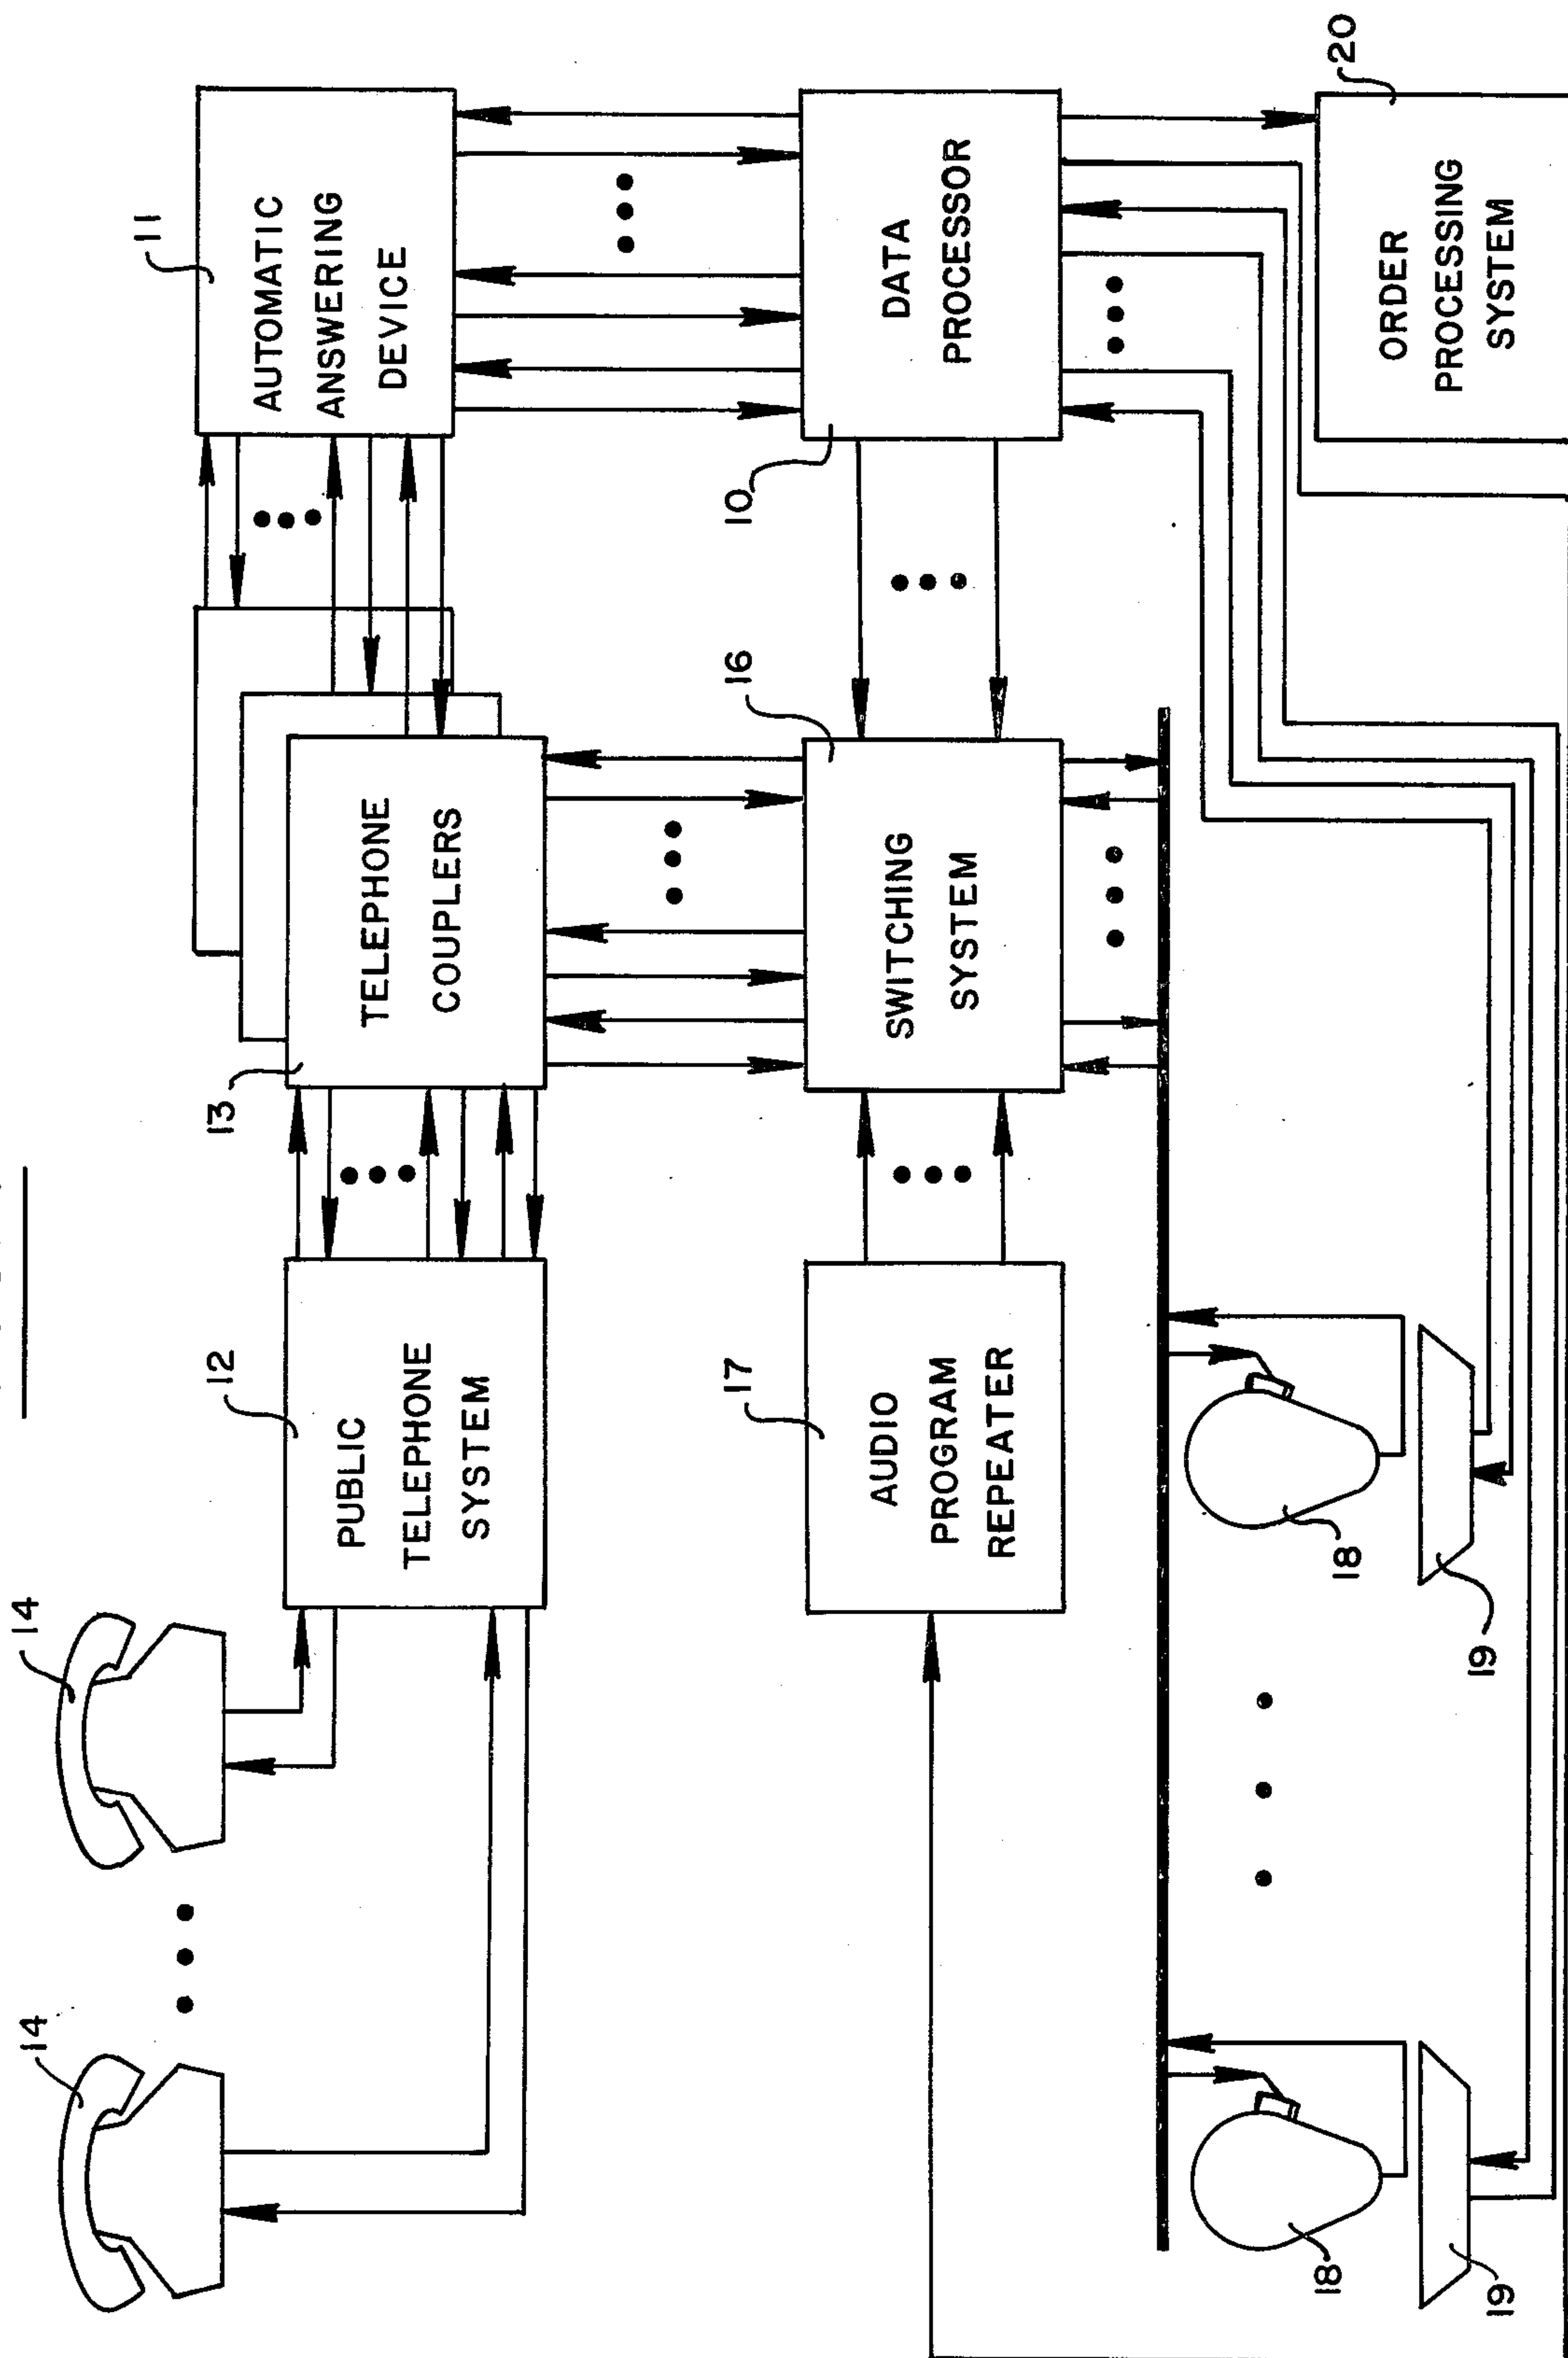 14
14
12
13
11
PUBLIC
TELEPHONE
SYSTEM
TELEPHONE
COUPLERS
AUTOMATIC
ANSWERING
DEVICE
17
16
10
AUDIO
PROGRAM
REPEATER
SWITCHING
SYSTEM
DATA
PROCESSOR
18
18
20
19
19
ORDER
PROCESSING
SYSTEM